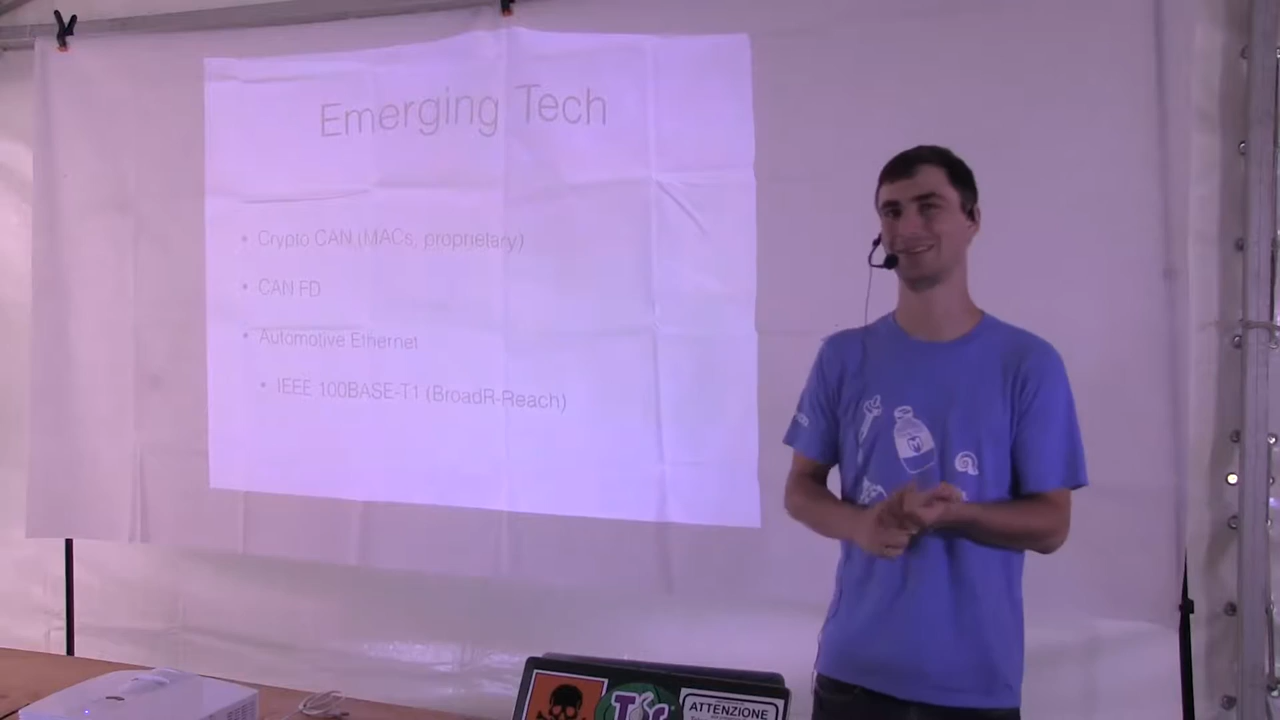 Emerging Tech
• Crypto CAN (MACs, proprietary)
• CAN FD
• Automotive Ethernet
• IEEE 100BASE-T1 (BroadR-Reach)
M
ATTENZIONE